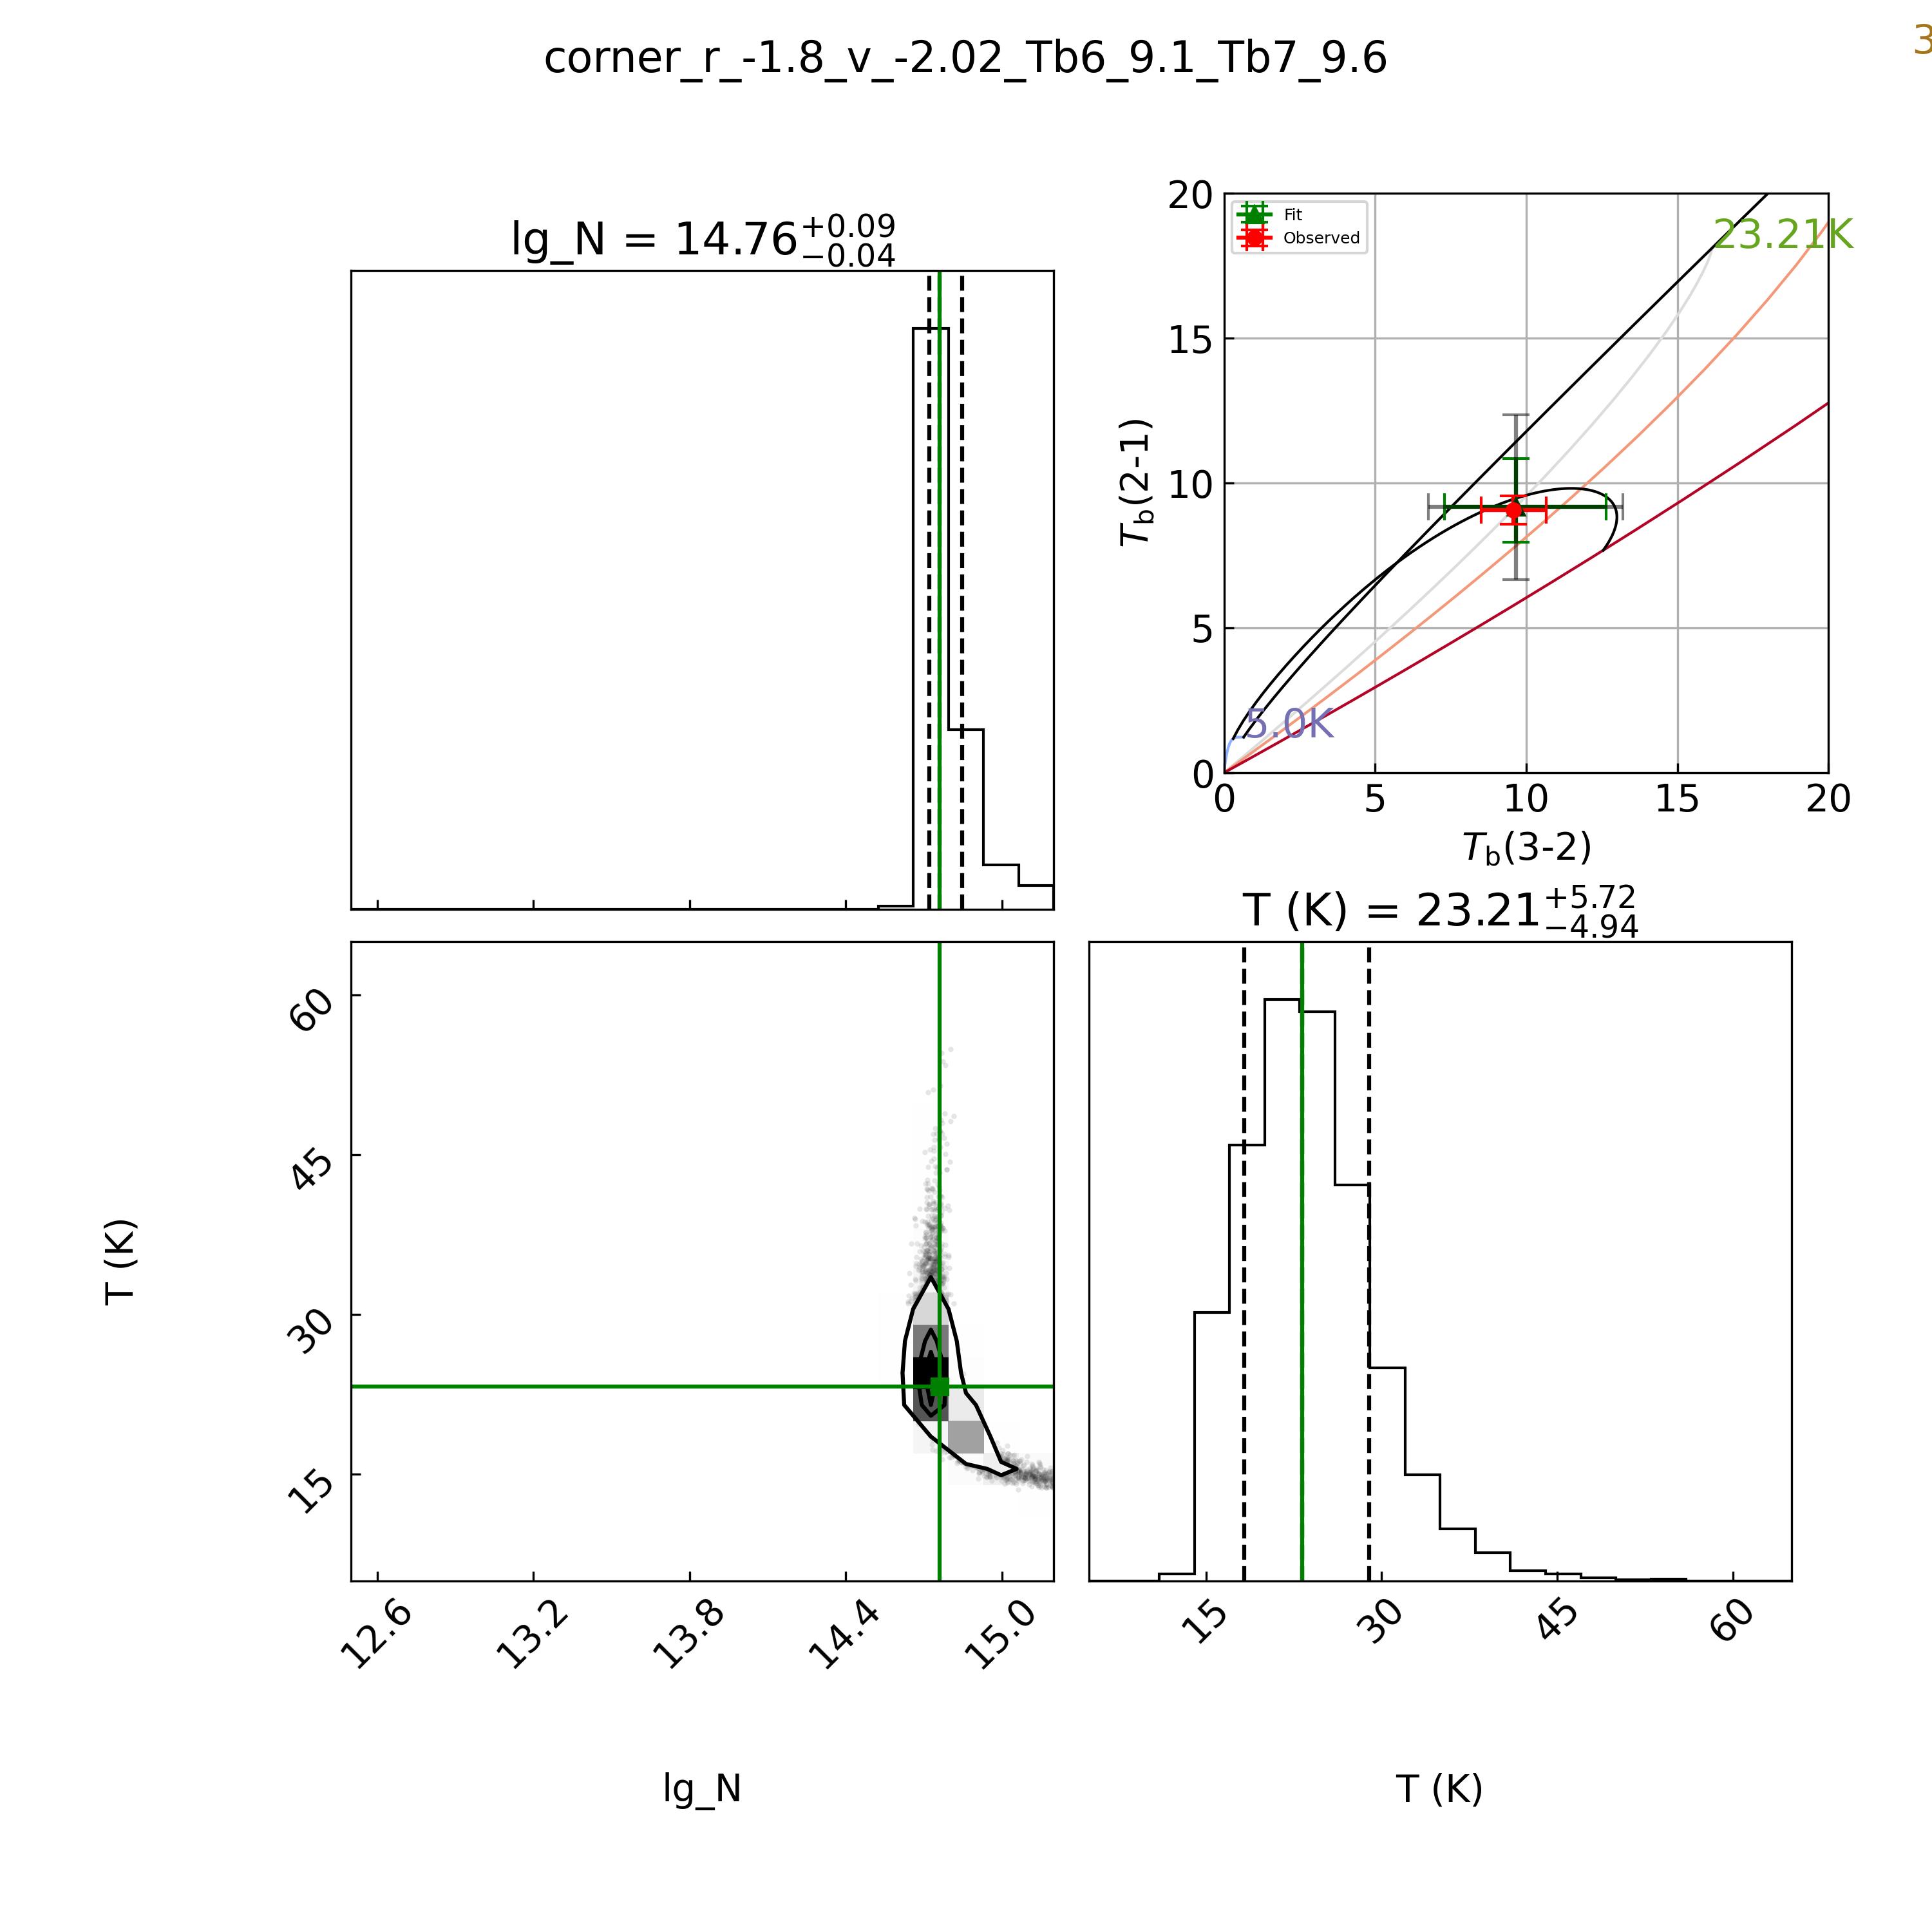 corner_r_-1.8_v_-2.02_Tb6_9.1_Tb7_9.6
3
lg_N = 14.76 +0.09 −0.04
20
15
10
5
0
Fit
Observed
23.21K
5.0K
T_b(2-1)
0 5 10 15 20
T_b(3-2)
T (K) = 23.21 +5.72 −4.94
60
45
30
15
T (K)
12.6 13.2 13.8 14.4 15.0
lg_N
15 30 45 60
T (K)